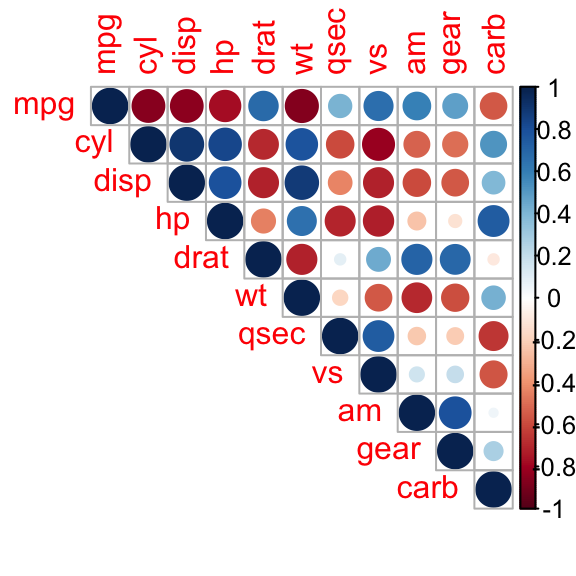 mpg cyl disp hp drat wt qsec vs am gear carb
mpg
cyl
disp
hp
drat
wt
qsec
vs
am
gear
carb
1
0.8
0.6
0.4
0.2
0
-0.2
-0.4
-0.6
-0.8
-1